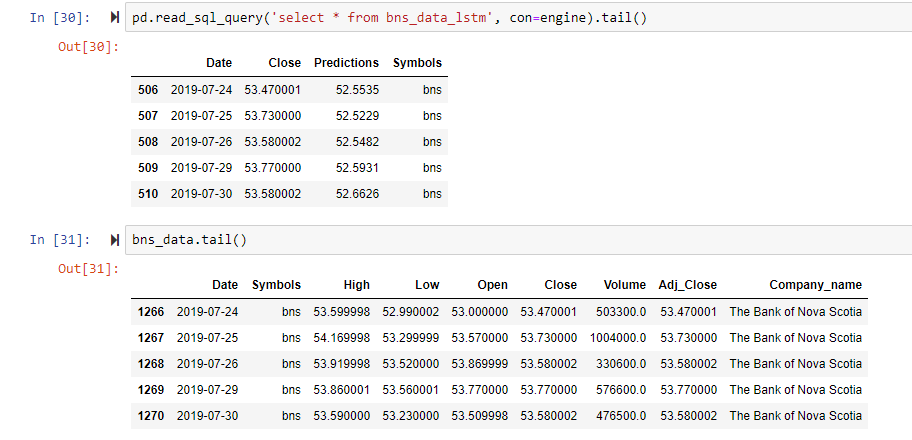 In [30]: pd.read_sql_query('select * from bns_data_lstm', con=engine).tail()
Out[30]:
Date Close Predictions Symbols
506 2019-07-24 53.470001 52.5535 bns
507 2019-07-25 53.730000 52.5229 bns
508 2019-07-26 53.580002 52.5482 bns
509 2019-07-29 53.770000 52.5931 bns
510 2019-07-30 53.580002 52.6626 bns
In [31]: bns_data.tail()
Out[31]:
Date Symbols High Low Open Close Volume Adj_Close Company_name
1266 2019-07-24 bns 53.599998 52.990002 53.000000 53.470001 503300.0 53.470001 The Bank of Nova Scotia
1267 2019-07-25 bns 54.169998 53.299999 53.570000 53.730000 1004000.0 53.730000 The Bank of Nova Scotia
1268 2019-07-26 bns 53.919998 53.520000 53.869999 53.580002 330600.0 53.580002 The Bank of Nova Scotia
1269 2019-07-29 bns 53.860001 53.560001 53.770000 53.770000 576600.0 53.770000 The Bank of Nova Scotia
1270 2019-07-30 bns 53.590000 53.230000 53.509998 53.580002 476500.0 53.580002 The Bank of Nova Scotia